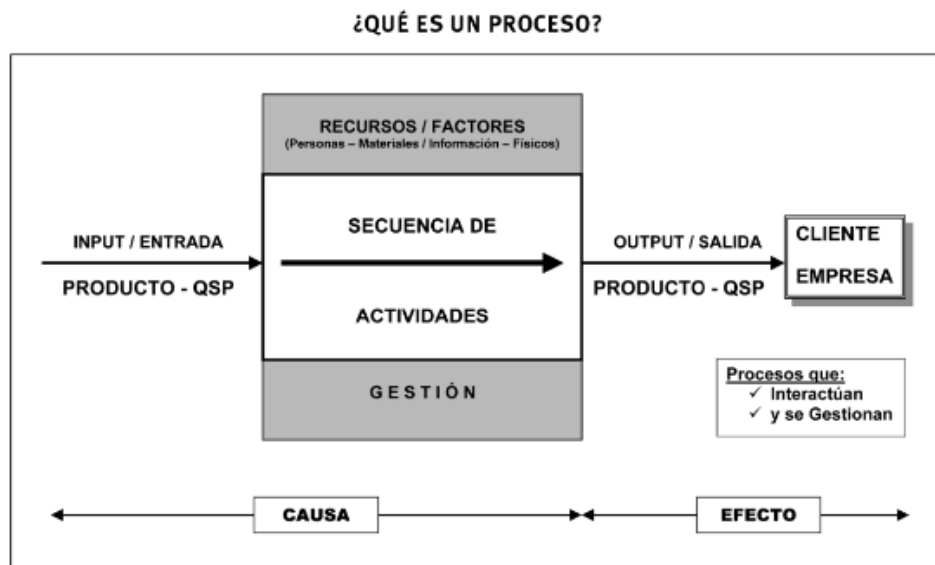 ¿QUÉ ES UN PROCESO?
RECURSOS / FACTORES
(Personas – Materiales / Información – Físicos)
INPUT / ENTRADA
PRODUCTO - QSP
SECUENCIA DE
ACTIVIDADES
OUTPUT / SALIDA
PRODUCTO - QSP
CLIENTE
EMPRESA
GESTIÓN
Procesos que:
✓ Interactúan
✓ y se Gestionan
CAUSA
EFECTO